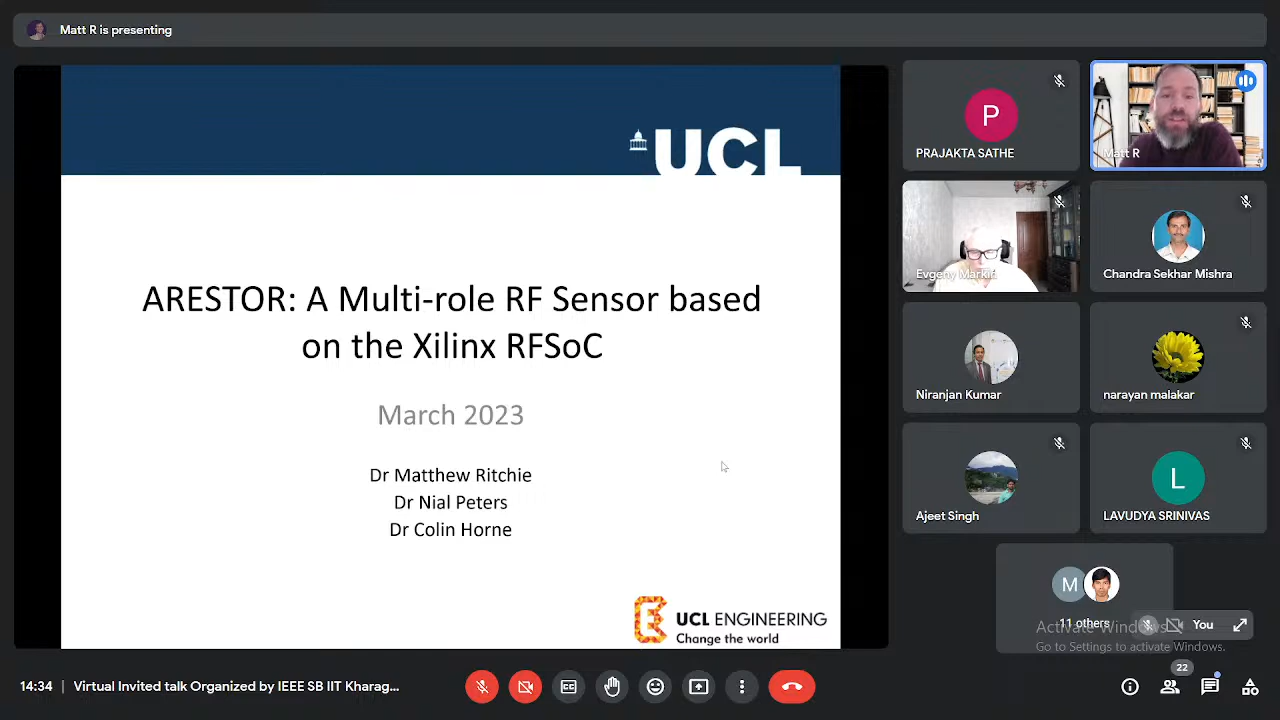 Matt R is presenting
UCL
ARESTOR: A Multi-role RF Sensor based
on the Xilinx RFSoC
March 2023
Dr Matthew Ritchie
Dr Nial Peters
Dr Colin Horne
UCL ENGINEERING
Change the world
P
PRAJAKTA SATHE
Matt R
Evgeny Markin
Chandra Sekhar Mishra
Niranjan Kumar
narayan malakar
Ajeet Singh
L
LAVUDYA SRINIVAS
M
11 others
You
Activate Windows
Go to Settings to activate Windows.
14:34 | Virtual Invited talk Organized by IEEE SB IIT Kharag...
22